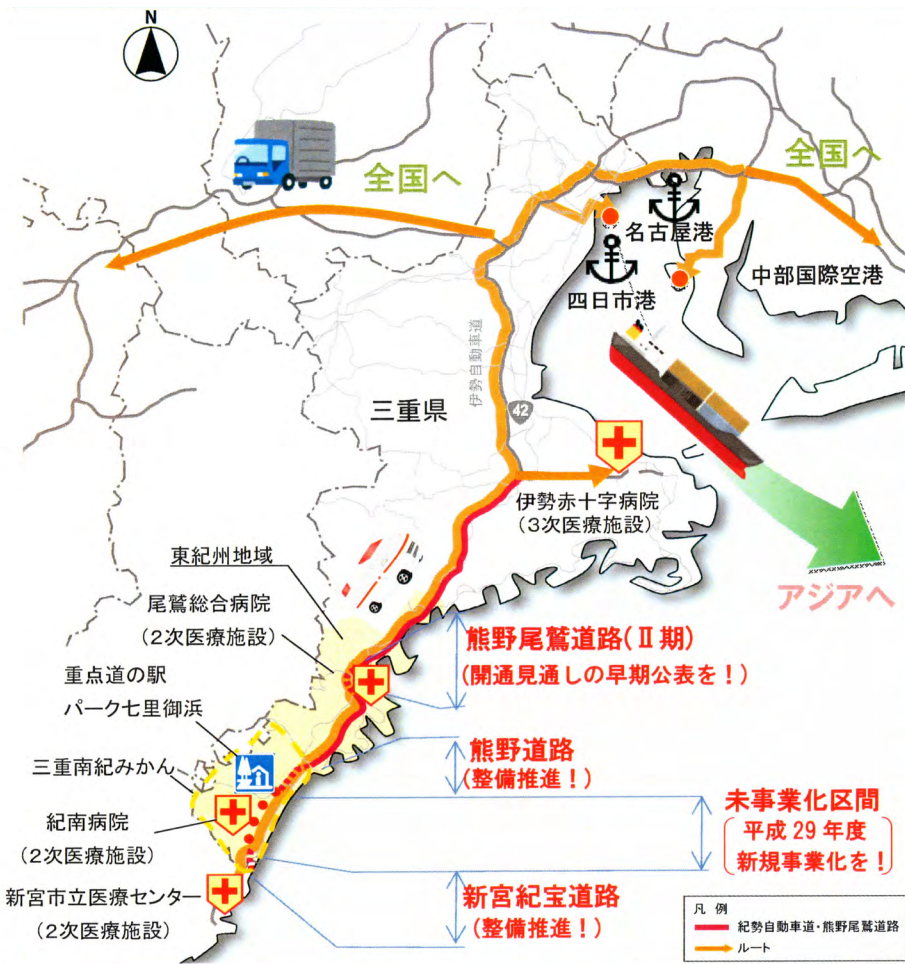 N
全国へ
全国へ
名古屋港
四日市港
中部国際空港
伊勢自動車道
三重県
42
伊勢赤十字病院
(3次医療施設)
アジアへ
東紀州地域
尾鷲総合病院
(2次医療施設)
重点道の駅
パーク七里御浜
三重南紀みかん
紀南病院
(2次医療施設)
新宮市立医療センター
(2次医療施設)
熊野尾鷲道路(Ⅱ期)
(開通見通しの早期公表を!)
熊野道路
(整備推進!)
未事業化区間
平成29年度
新規事業化を!
新宮紀宝道路
(整備推進!)
凡 例
紀勢自動車道・熊野尾鷲道路
ルート